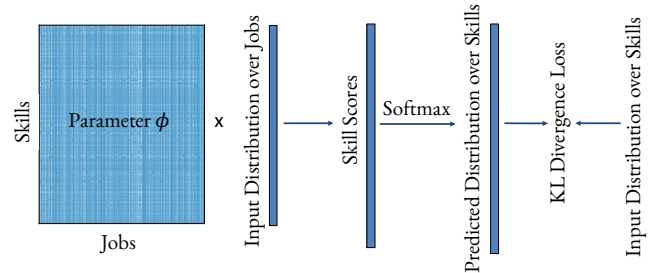 Skills
Parameter ϕ
Jobs
x
Input Distribution over Jobs
Skill Scores
Softmax
Predicted Distribution over Skills
KL Divergence Loss
Input Distribution over Skills